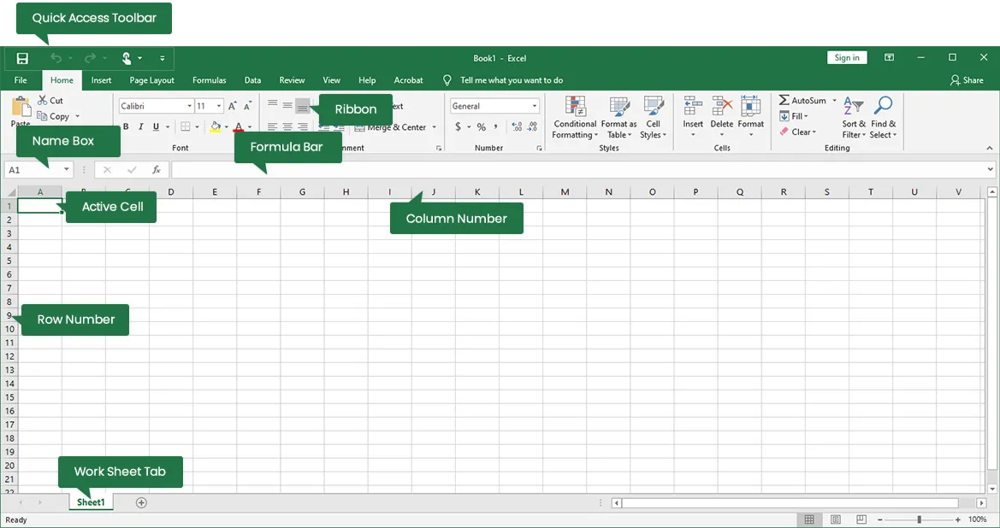 Quick Access Toolbar
Book1 - Excel
Sign in
File Home Insert Page Layout Formulas Data Review View Help Acrobat Tell me what you want to do Share
Cut
Copy
Paste
Calibri 11
B I U A
Ribbon
Merge & Center
General
$ % ,
Conditional Formatting
Format as Table
Cell Styles
Insert
Delete
Format
AutoSum
Fill
Clear
Sort & Filter
Find & Select
Name Box
Formula Bar
Font
Number
Styles
Cells
Editing
A1
fx
A D E F G H I J K L M N O P Q R S T U V
Active Cell
Column Number
1
2
3
4
5
6
7
8
9
Row Number
10
11
12
13
14
15
16
17
18
19
20
Work Sheet Tab
21
22
Sheet1
Ready
100%